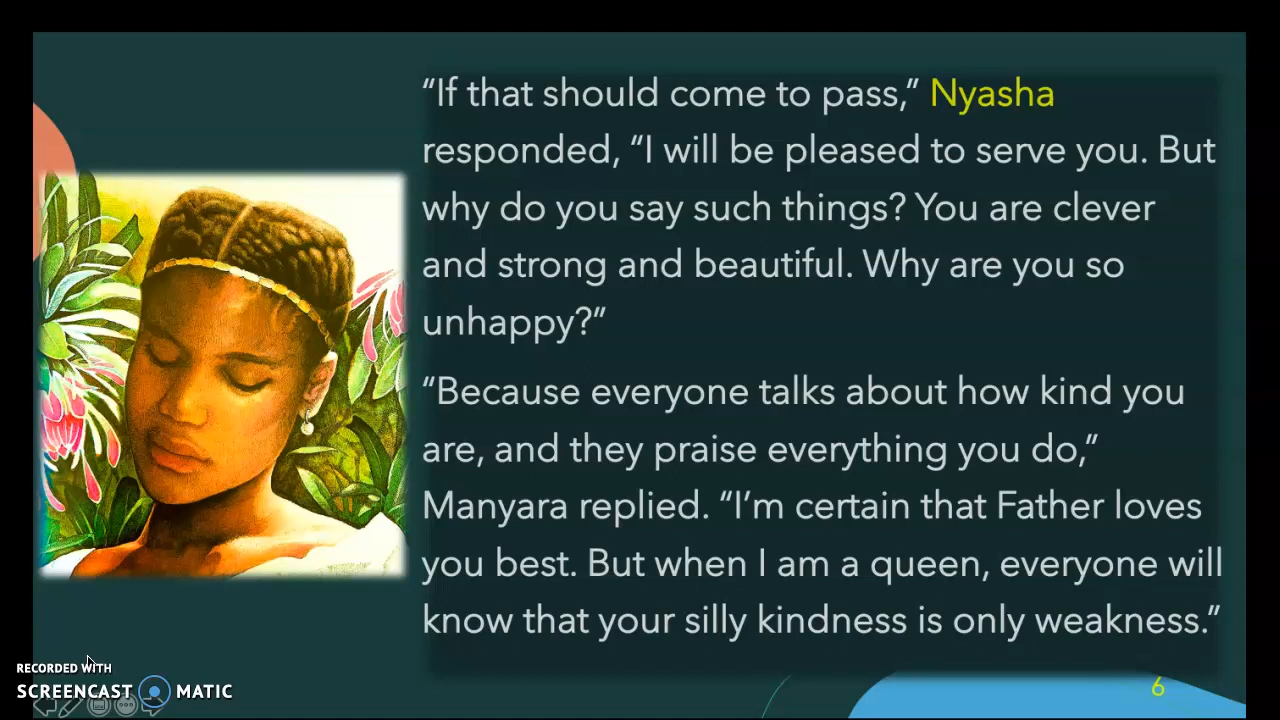 “If that should come to pass,” Nyasha
responded, “I will be pleased to serve you. But
why do you say such things? You are clever
and strong and beautiful. Why are you so
unhappy?”
“Because everyone talks about how kind you
are, and they praise everything you do,”
Manyara replied. “I’m certain that Father loves
you best. But when I am a queen, everyone will
know that your silly kindness is only weakness.”
RECORDED WITH
SCREENCAST MATIC
6